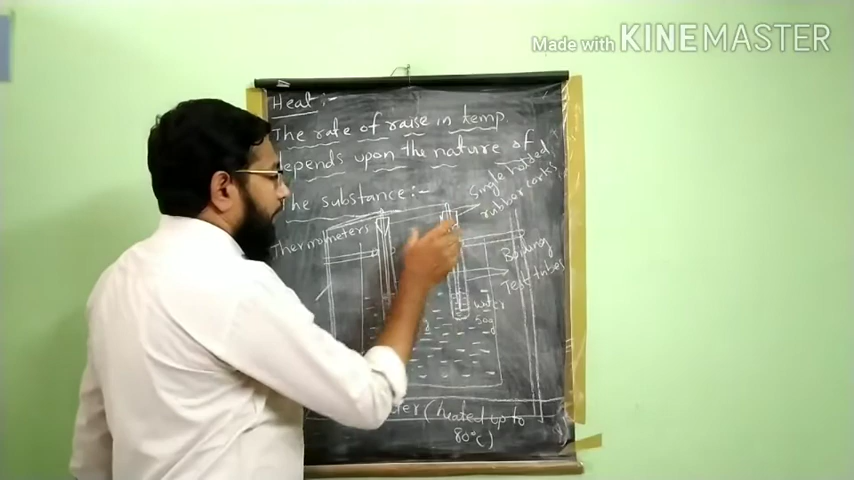 Made with KINEMASTER
Heat :-
The rate of raise in temp.
depends upon the nature of
The substance :-
Single holded
rubber corks
Thermometers
Boiling
Test tubes
water
50g
(heated up to
80°C)